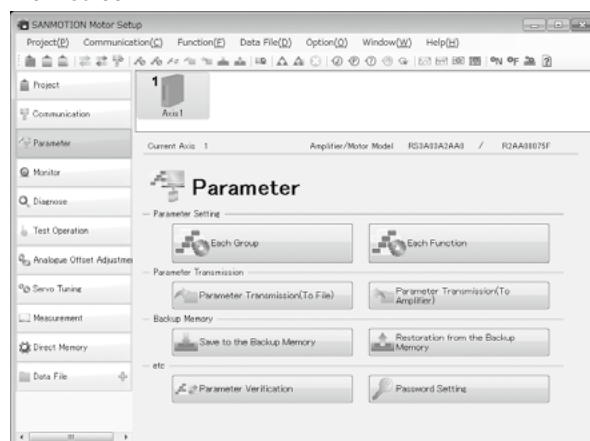 SANMOTION Motor Setup
Project(P) Communication(C) Function(F) Data File(D) Option(O) Window(W) Help(H)
Project
Communication
Parameter
Monitor
Diagnose
Test Operation
Analogue Offset Adjustme
Servo Tuning
Measurement
Direct Memory
Data File
1
Axis1
Current Axis 1 Amplifier/Motor Model RS3A03A2AA0 / R2AA08075F
Parameter
Parameter Setting
Each Group
Each Function
Parameter Transmission
Parameter Transmission(To File)
Parameter Transmission(To Amplifier)
Backup Memory
Save to the Backup Memory
Restoration from the Backup Memory
etc
Parameter Verification
Password Setting